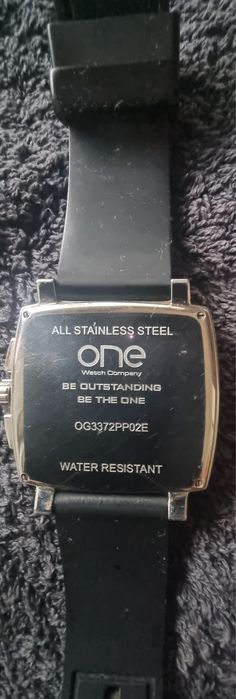 ALL STAINLESS STEEL
one
Watch Company
BE OUTSTANDING
BE THE ONE
OG3372PP02E
WATER RESISTANT